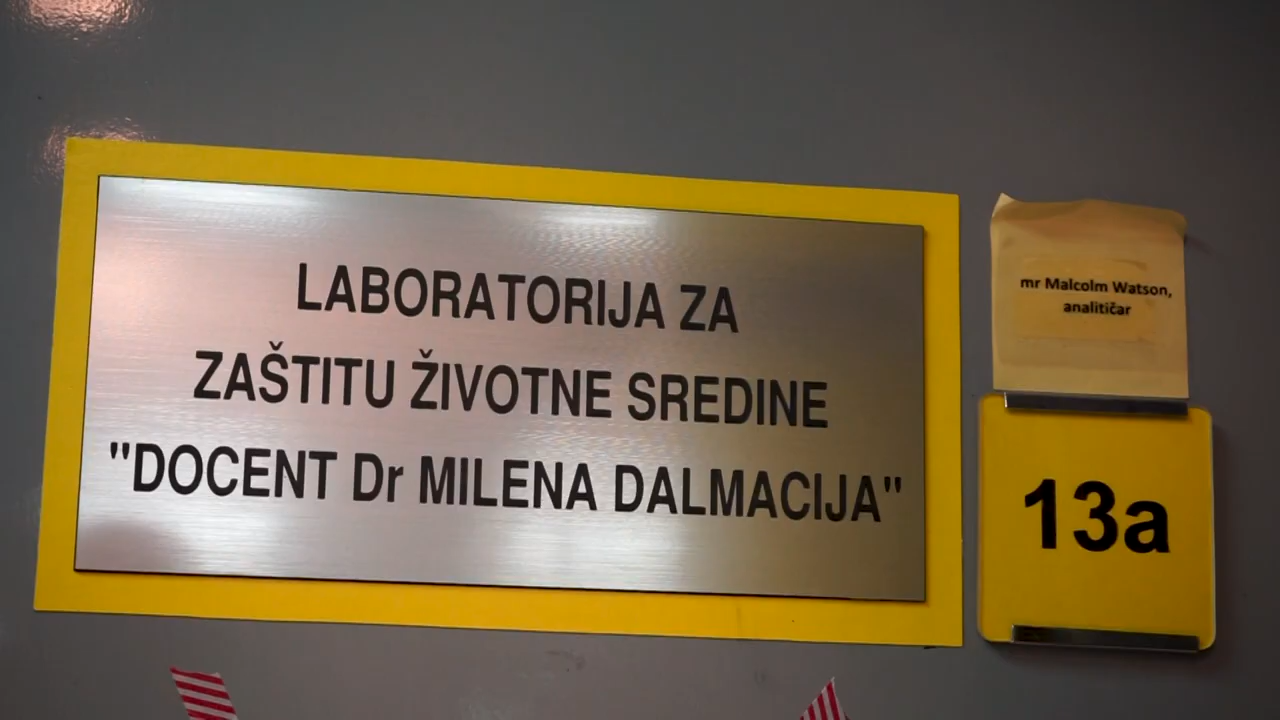 LABORATORIJA ZA
ZAŠTITU ŽIVOTNE SREDINE
"DOCENT Dr MILENA DALMACIJA"
mr Malcolm Watson,
analitičar
13a